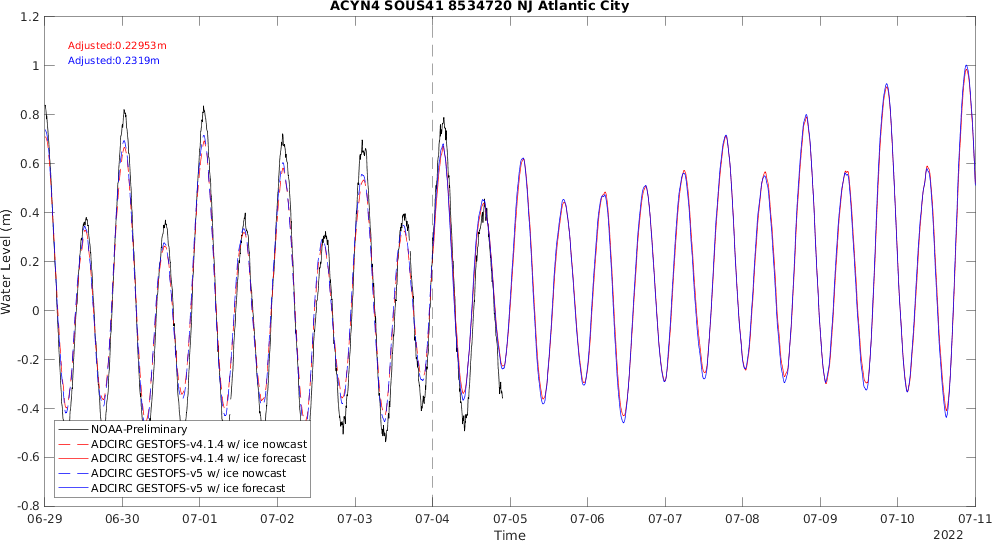 ACYN4 SOUS41 8534720 NJ Atlantic City
Adjusted:0.22953m
Adjusted:0.2319m
1.2
1
0.8
0.6
0.4
0.2
0
-0.2
-0.4
-0.6
-0.8
Water Level (m)
NOAA-Preliminary
ADCIRC GESTOFS-v4.1.4 w/ ice nowcast
ADCIRC GESTOFS-v4.1.4 w/ ice forecast
ADCIRC GESTOFS-v5 w/ ice nowcast
ADCIRC GESTOFS-v5 w/ ice forecast
06-29 06-30 07-01 07-02 07-03 07-04 07-05 07-06 07-07 07-08 07-09 07-10 07-11
Time
2022